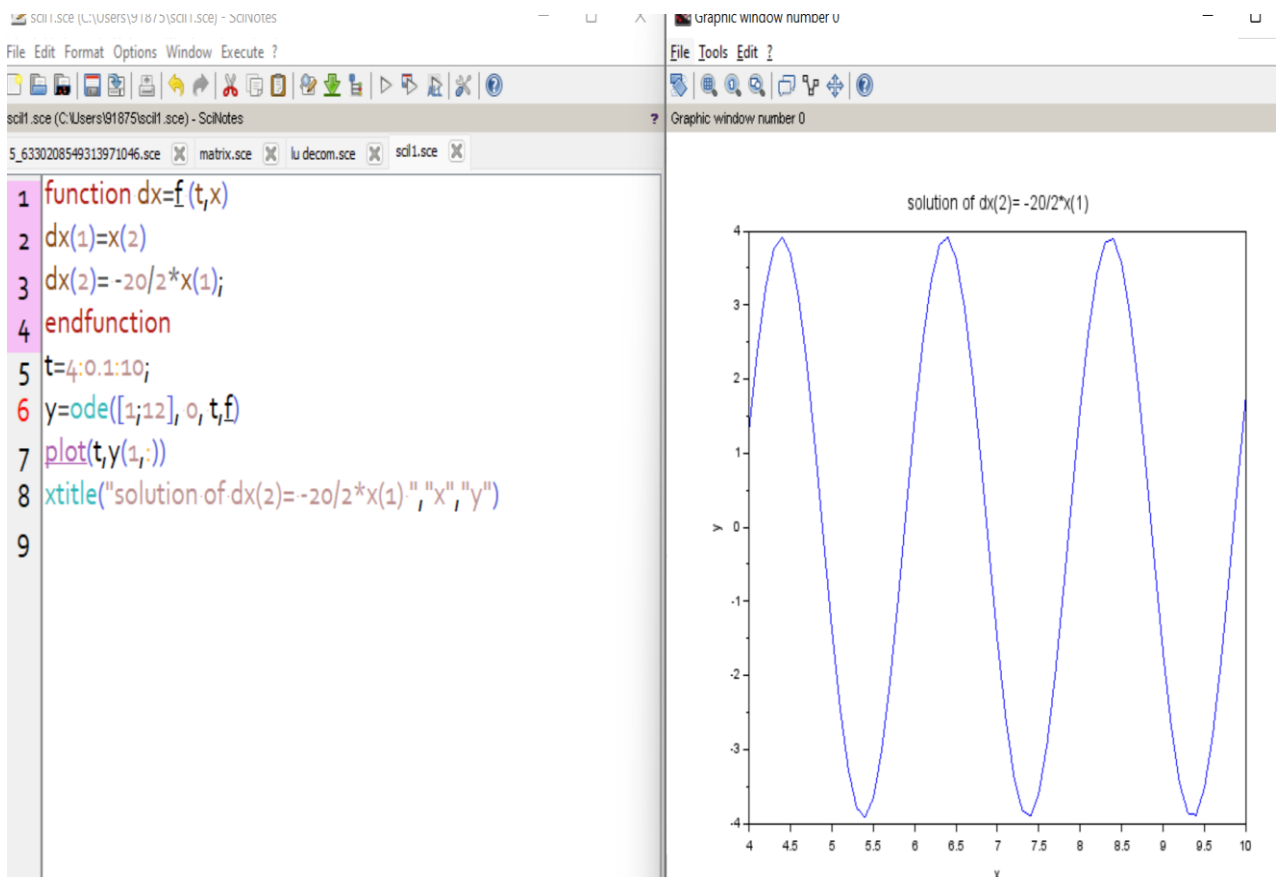 scil1.sce (C:\Users\91875\scil1.sce) - SciNotes
File Edit Format Options Window Execute ?
scil1.sce (C:\Users\91875\scil1.sce) - SciNotes ?
5_6330208549313971046.sce matrix.sce lu decom.sce scil1.sce
1 function dx=f (t,x)
2 dx(1)=x(2)
3 dx(2)= -20/2*x(1);
4 endfunction
5 t=4:0.1:10;
6 y=ode([1;12], 0, t,f)
7 plot(t,y(1,:))
8 xtitle("solution of dx(2)= -20/2*x(1) ","x","y")
9
Graphic window number 0
File Tools Edit ?
Graphic window number 0
solution of dx(2)= -20/2*x(1)
4
3
2
1
0
-1
-2
-3
-4
y
4 4.5 5 5.5 6 6.5 7 7.5 8 8.5 9 9.5 10
x